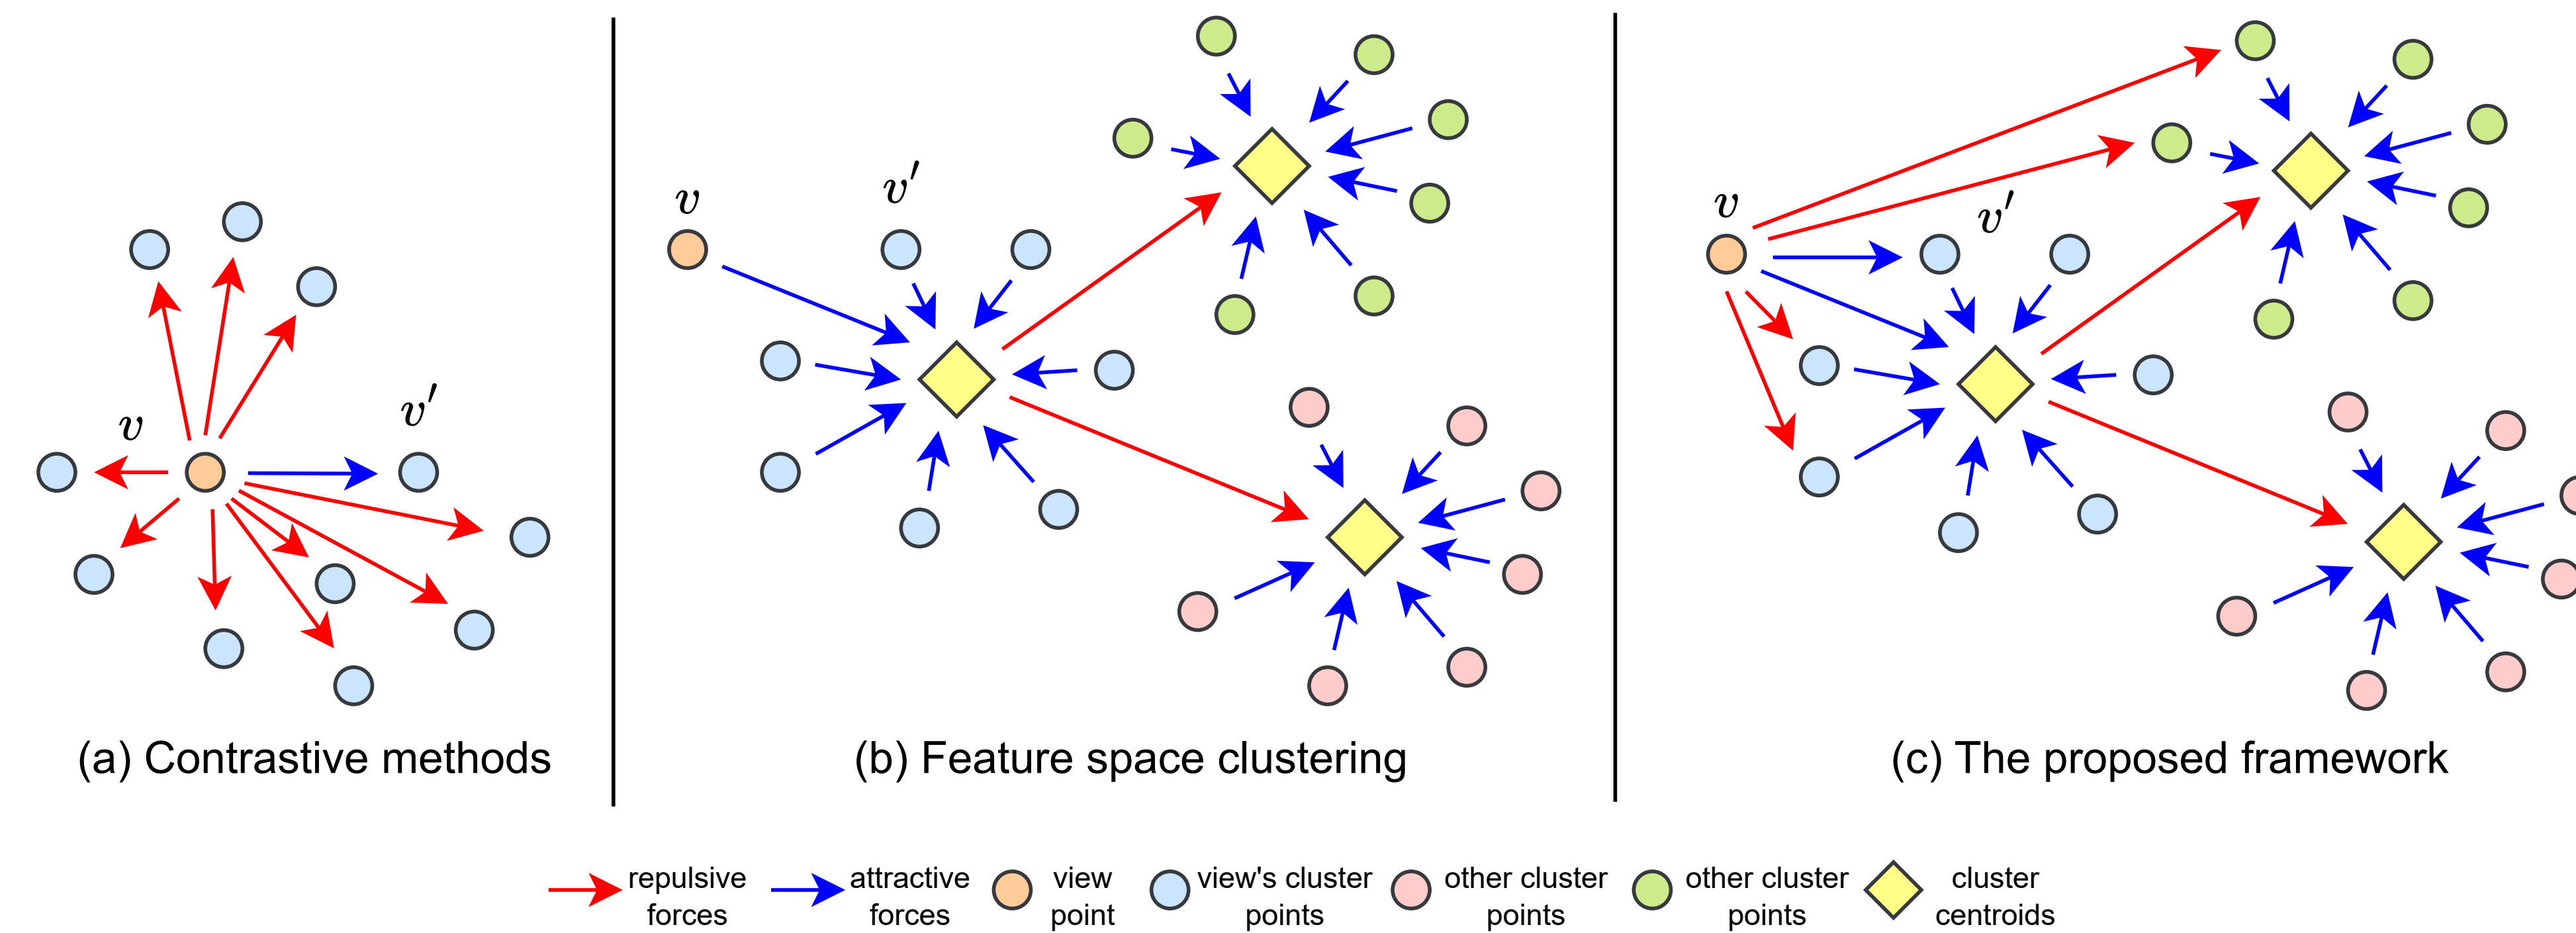 v
v'
v
v'
v
v'
(a) Contrastive methods
(b) Feature space clustering
(c) The proposed framework
repulsive
forces
attractive
forces
view
point
view's cluster
points
other cluster
points
other cluster
points
cluster
centroids